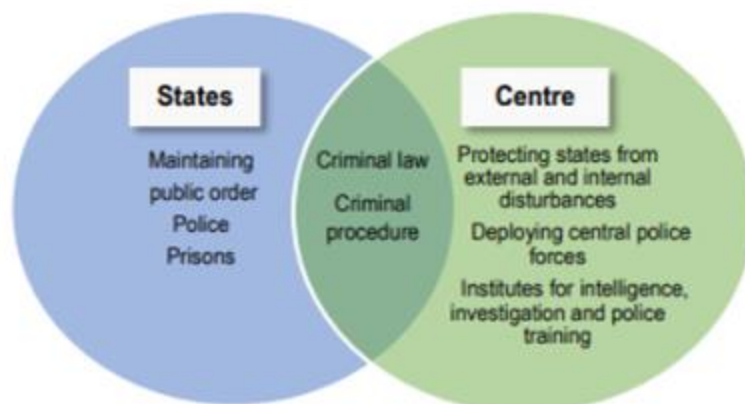 States
Maintaining
public order
Police
Prisons
Criminal law
Criminal
procedure
Centre
Protecting states from
external and internal
disturbances
Deploying central police
forces
Institutes for intelligence,
investigation and police
training